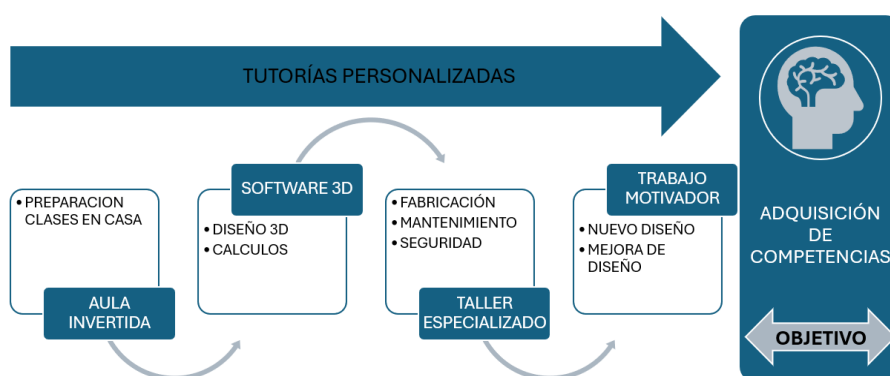 TUTORÍAS PERSONALIZADAS
• PREPARACION
CLASES EN CASA
AULA
INVERTIDA
SOFTWARE 3D
• DISEÑO 3D
• CALCULOS
• FABRICACIÓN
• MANTENIMIENTO
• SEGURIDAD
TALLER
ESPECIALIZADO
TRABAJO
MOTIVADOR
• NUEVO DISEÑO
• MEJORA DE
DISEÑO
ADQUISICIÓN
DE
COMPETENCIAS
OBJETIVO